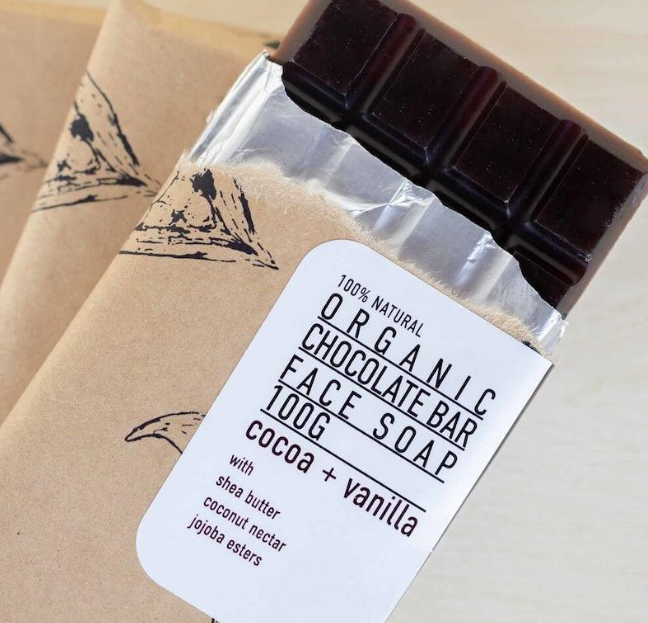 100% NATURAL
ORGANIC
CHOCOLATE BAR
FACE SOAP
100G
cocoa + vanilla
with
shea butter
coconut nectar
jojoba esters